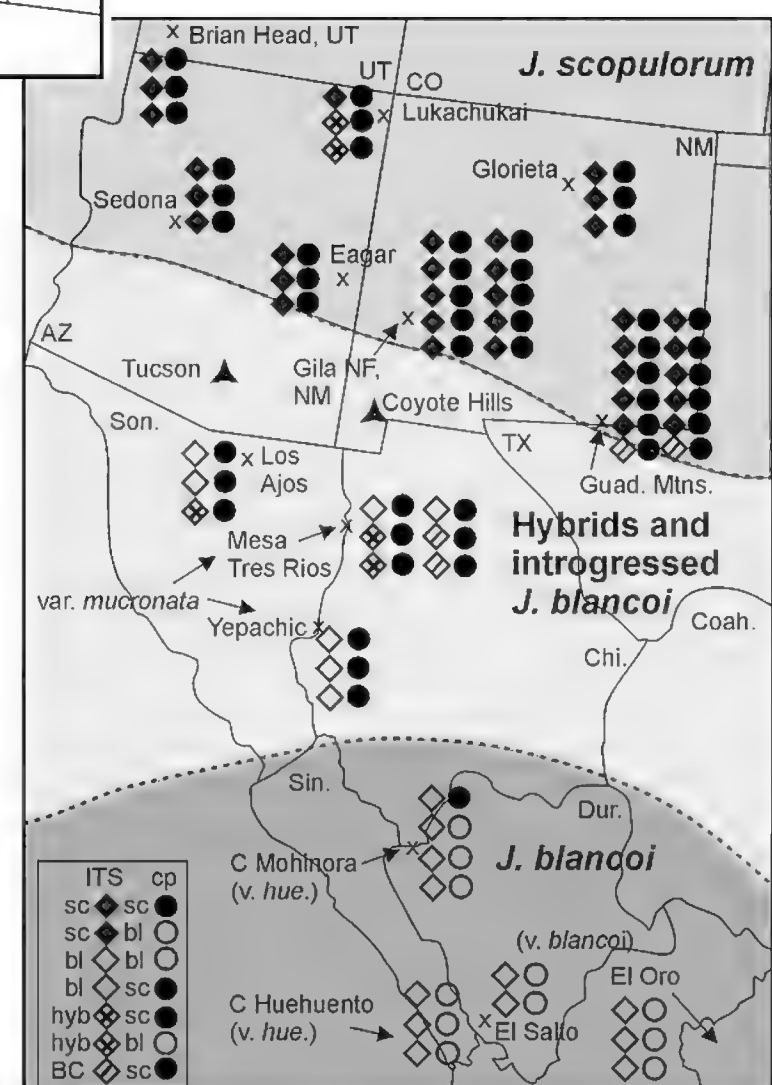 Brian Head, UT
J. scopulorum
UT CO
Lukachukai
NM
Glorieta
Sedona
Eagar
AZ
Tucson
Gila NF,
NM
Coyote Hills
Son.
TX
Los
Ajos
Guad. Mtns.
Mesa
Tres Rios
Hybrids and
introgressed
J. blancoi
var. mucronata
Yepachic
Coah.
Chi.
Sin.
Dur.
C Mohinora
(v. hue.)
J. blancoi
(v. blancoi)
El Oro
C Huehuento
(v. hue.)
El Salto
ITS cp
sc sc
sc bl
bl bl
bl sc
hyb sc
hyb bl
BC sc